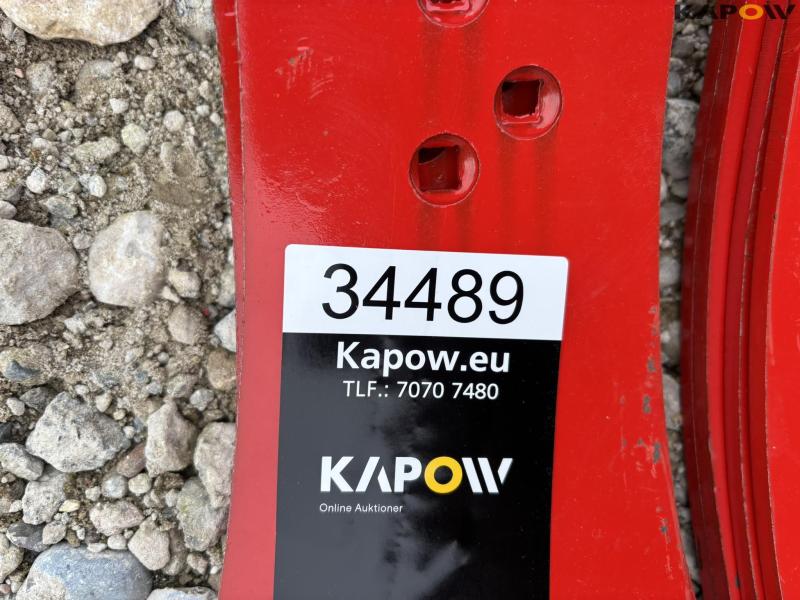 KAPOW
34489
Kapow.eu
TLF.: 7070 7480
KAPOW
Online Auktioner